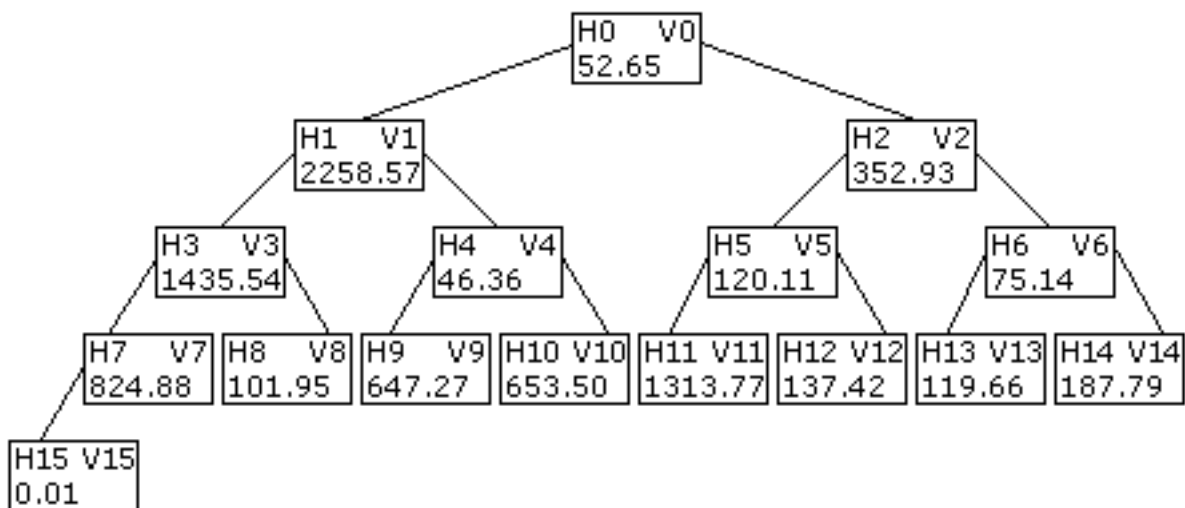 H0 V0
52.65
H1 V1
2258.57
H2 V2
352.93
H3 V3
1435.54
H4 V4
46.36
H5 V5
120.11
H6 V6
75.14
H7 V7
824.88
H8 V8
101.95
H9 V9
647.27
H10 V10
653.50
H11 V11
1313.77
H12 V12
137.42
H13 V13
119.66
H14 V14
187.79
H15 V15
0.01